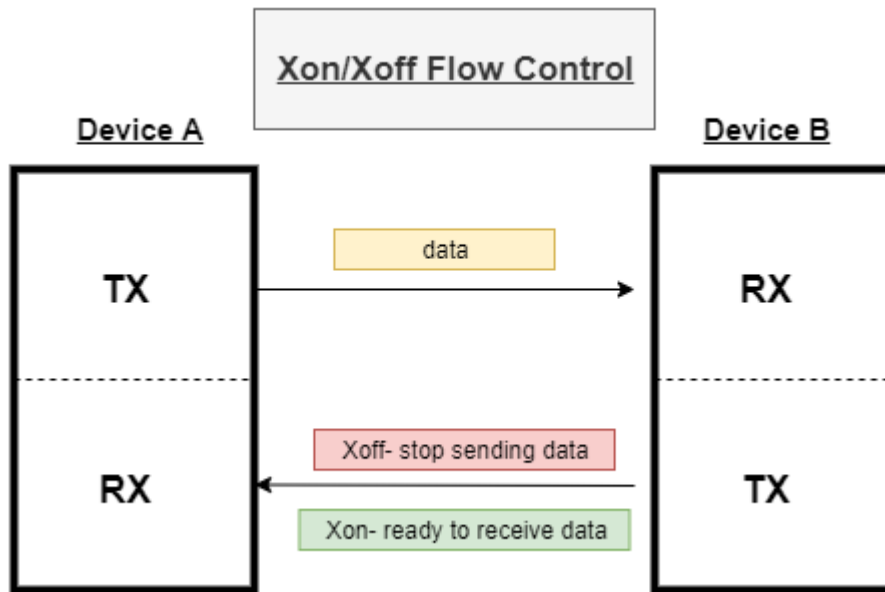 Xon/Xoff Flow Control
Device A
Device B
data
TX
RX
Xoff- stop sending data
RX
TX
Xon- ready to receive data